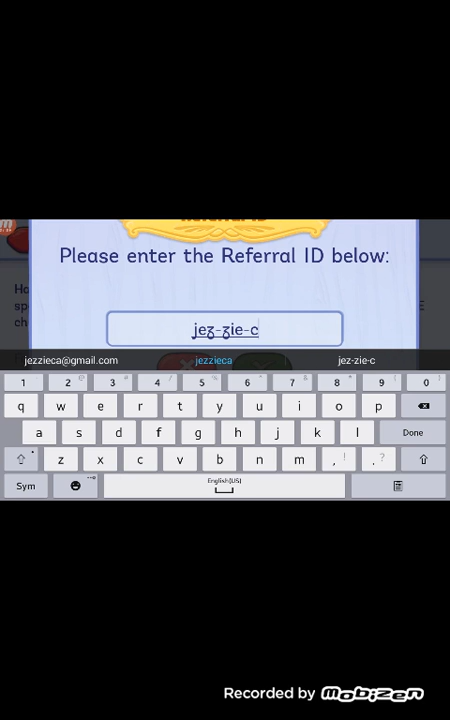 Please enter the Referral ID below:
jez-zie-c
jezzieca@gmail.com jezzieca jez-zie-c
1 2 3 4 5 6 7 8 9 0
q w e r t y u i o p
a s d f g h j k l Done
z x c v b n m , ! . ?
Sym English(US)
Recorded by Mobizen